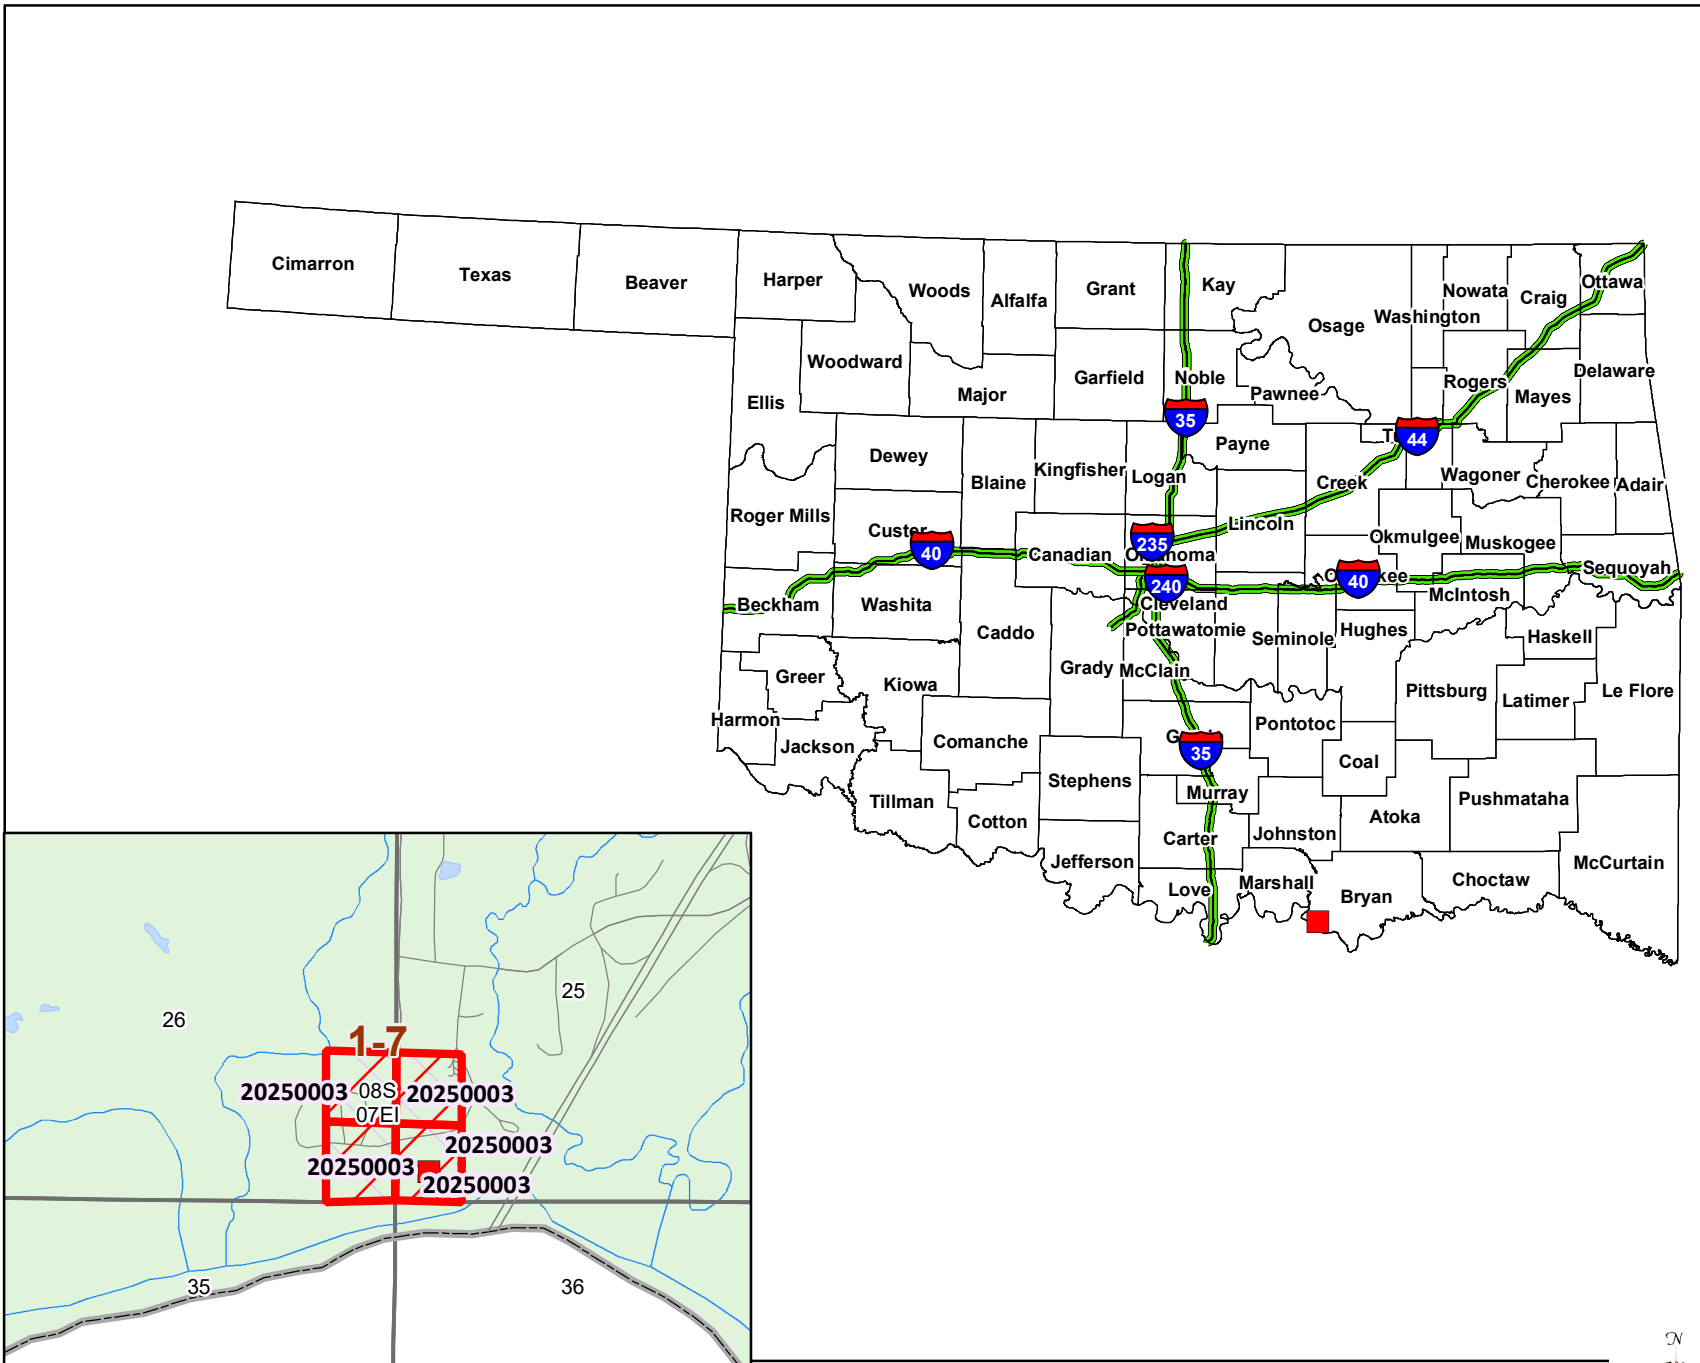 Cimarron
Texas
Beaver
Harper
Woods
Alfalfa
Grant
Kay
Osage
Washington
Nowata
Craig
Ottawa
Woodward
Ellis
Major
Garfield
Noble
Pawnee
Rogers
Mayes
Delaware
35
44
Dewey
Blaine
Kingfisher
Logan
Payne
Creek
Wagoner
Cherokee
Adair
Roger Mills
Custer
40
Canadian
235
Lincoln
Okmulgee
Muskogee
240
40
Sequoyah
Beckham
Washita
Caddo
Cleveland
Pottawatomie
Seminole
Hughes
McIntosh
Haskell
Greer
Kiowa
Grady
McClain
Pittsburg
Latimer
Le Flore
Harmon
Jackson
Comanche
35
Pontotoc
Coal
Tillman
Stephens
Murray
Cotton
Carter
Johnston
Atoka
Pushmataha
Jefferson
Love
Marshall
Bryan
Choctaw
McCurtain
26
25
1-7
20250003
08S
20250003
07EI
20250003
20250003
20250003
35
36
N